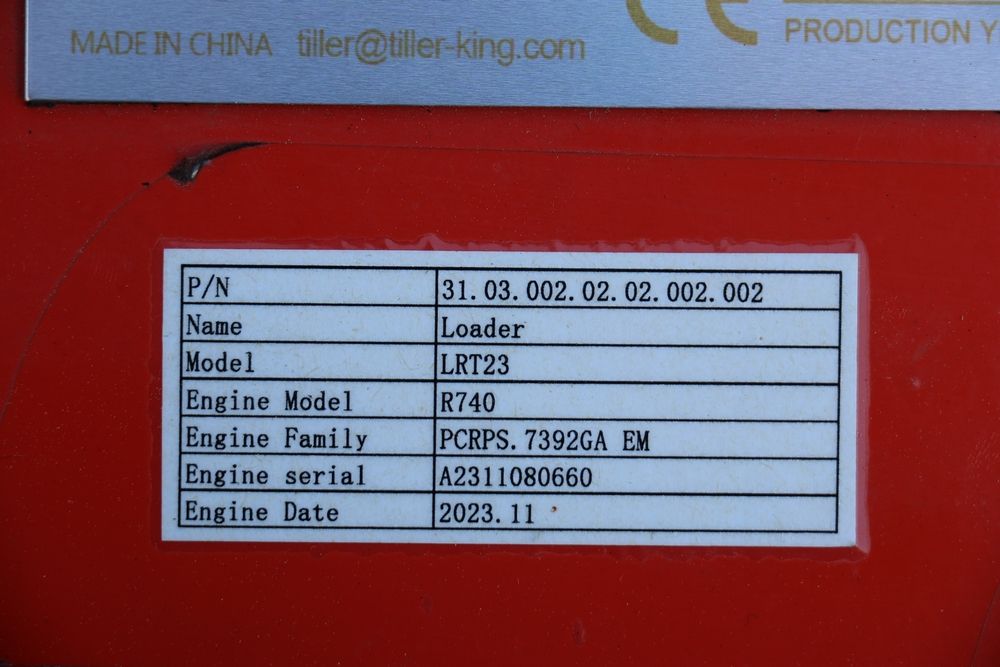 MADE IN CHINA tiller@tiller-king.com
CE
PRODUCTION
P/N 31.03.002.02.02.002.002
Name Loader
Model LRT23
Engine Model R740
Engine Family PCRPS.7392GA EM
Engine serial A2311080660
Engine Date 2023.11